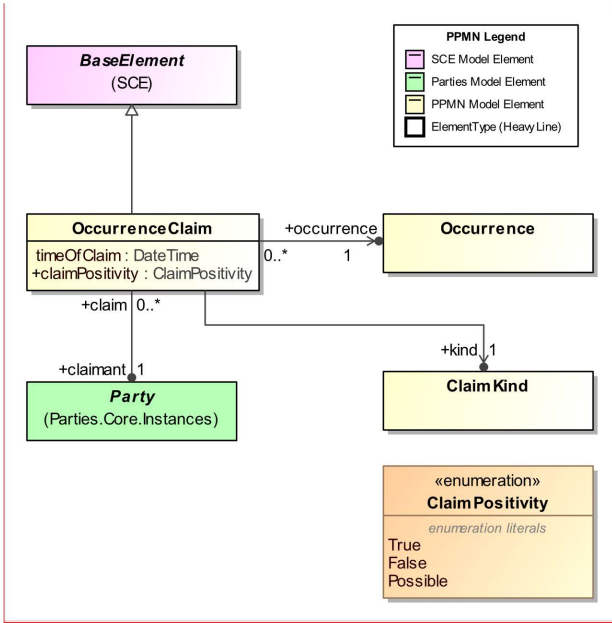 BaseElement
(SCE)
PPMN Legend
SCE Model Element
Parties Model Element
PPMN Model Element
ElementType (Heavy Line)
OccurrenceClaim
timeOfClaim : DateTime
+claimPositivity : ClaimPositivity
+occurrence
0..*
1
Occurrence
+claim
0..*
+claimant
1
Party
(Parties.Core.Instances)
+kind
1
ClaimKind
«enumeration»
ClaimPositivity
enumeration literals
True
False
Possible